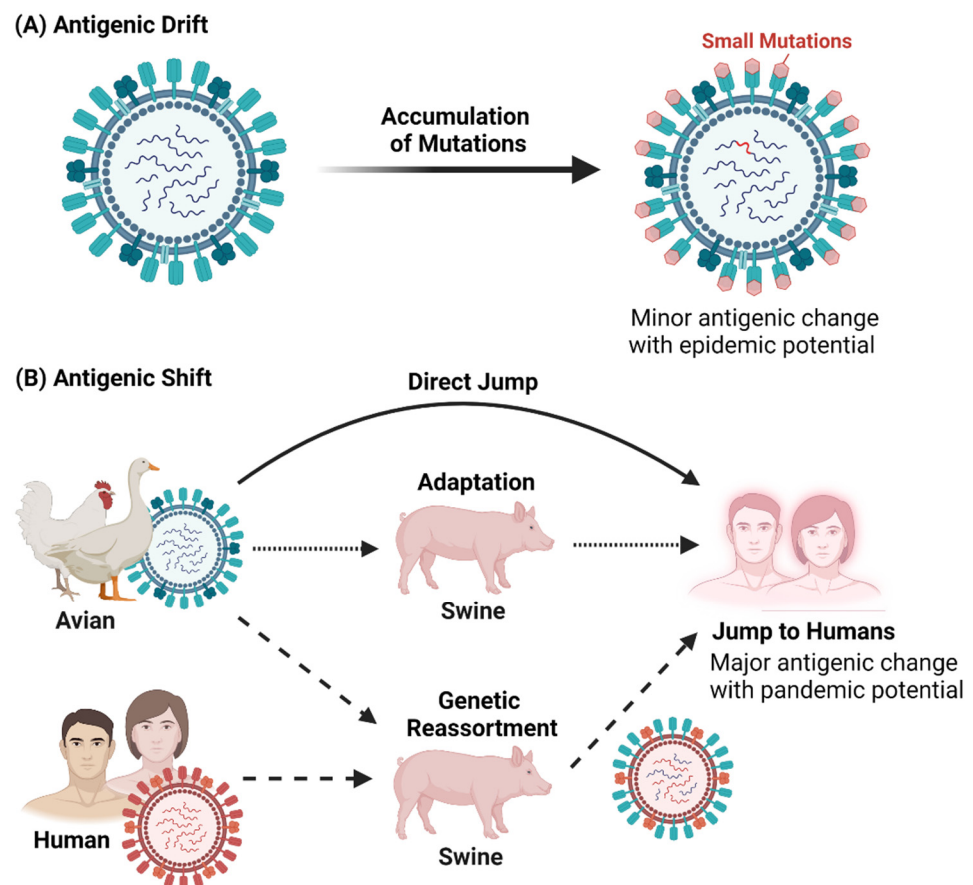 (A) Antigenic Drift
Small Mutations
Accumulation
of Mutations
Minor antigenic change
with epidemic potential
(B) Antigenic Shift
Direct Jump
Adaptation
Swine
Avian
Jump to Humans
Major antigenic change
with pandemic potential
Genetic
Reassortment
Human
Swine